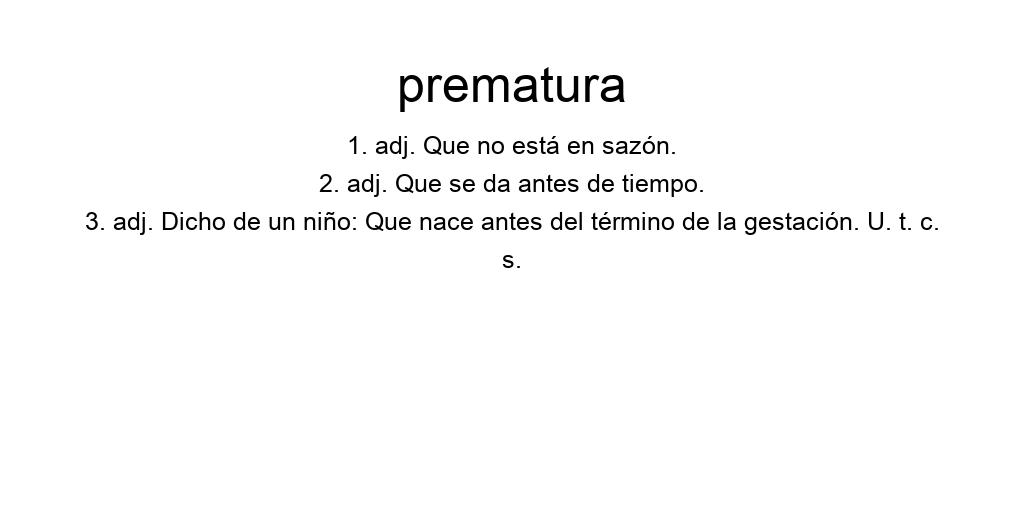 prematura
1. adj. Que no está en sazón.
2. adj. Que se da antes de tiempo.
3. adj. Dicho de un niño: Que nace antes del término de la gestación. U. t. c.
s.